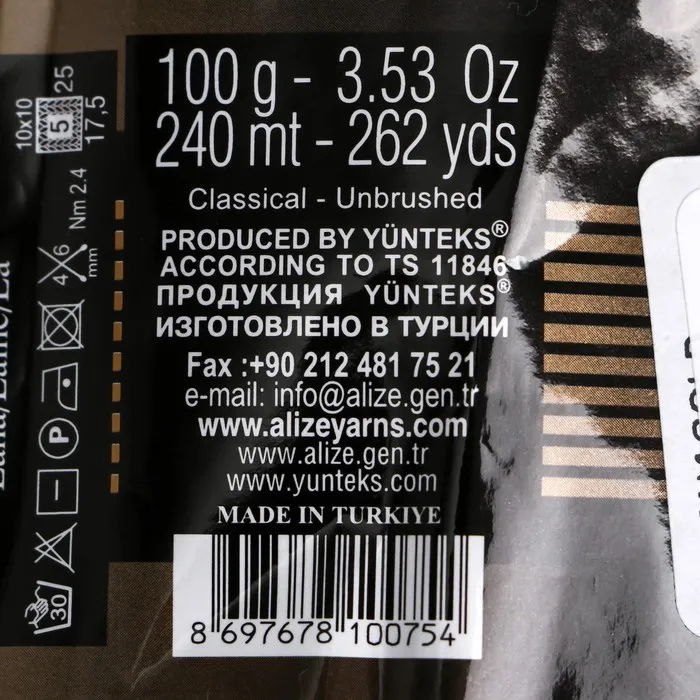 100 g - 3.53 Oz
240 mt - 262 yds
Classical - Unbrushed
PRODUCED BY YÜNTEKS®
ACCORDING TO TS 11846
ПРОДУКЦИЯ YÜNTEKS®
ИЗГОТОВЛЕНО В ТУРЦИИ
Fax :+90 212 481 75 21
e-mail: info@alize.gen.tr
www.alizeyarns.com
www.alize.gen.tr
www.yunteks.com
MADE IN TURKIYE
8 697678 100754
10x10
5
25
17,5
Nm 2.4
4 6
mm
P
30